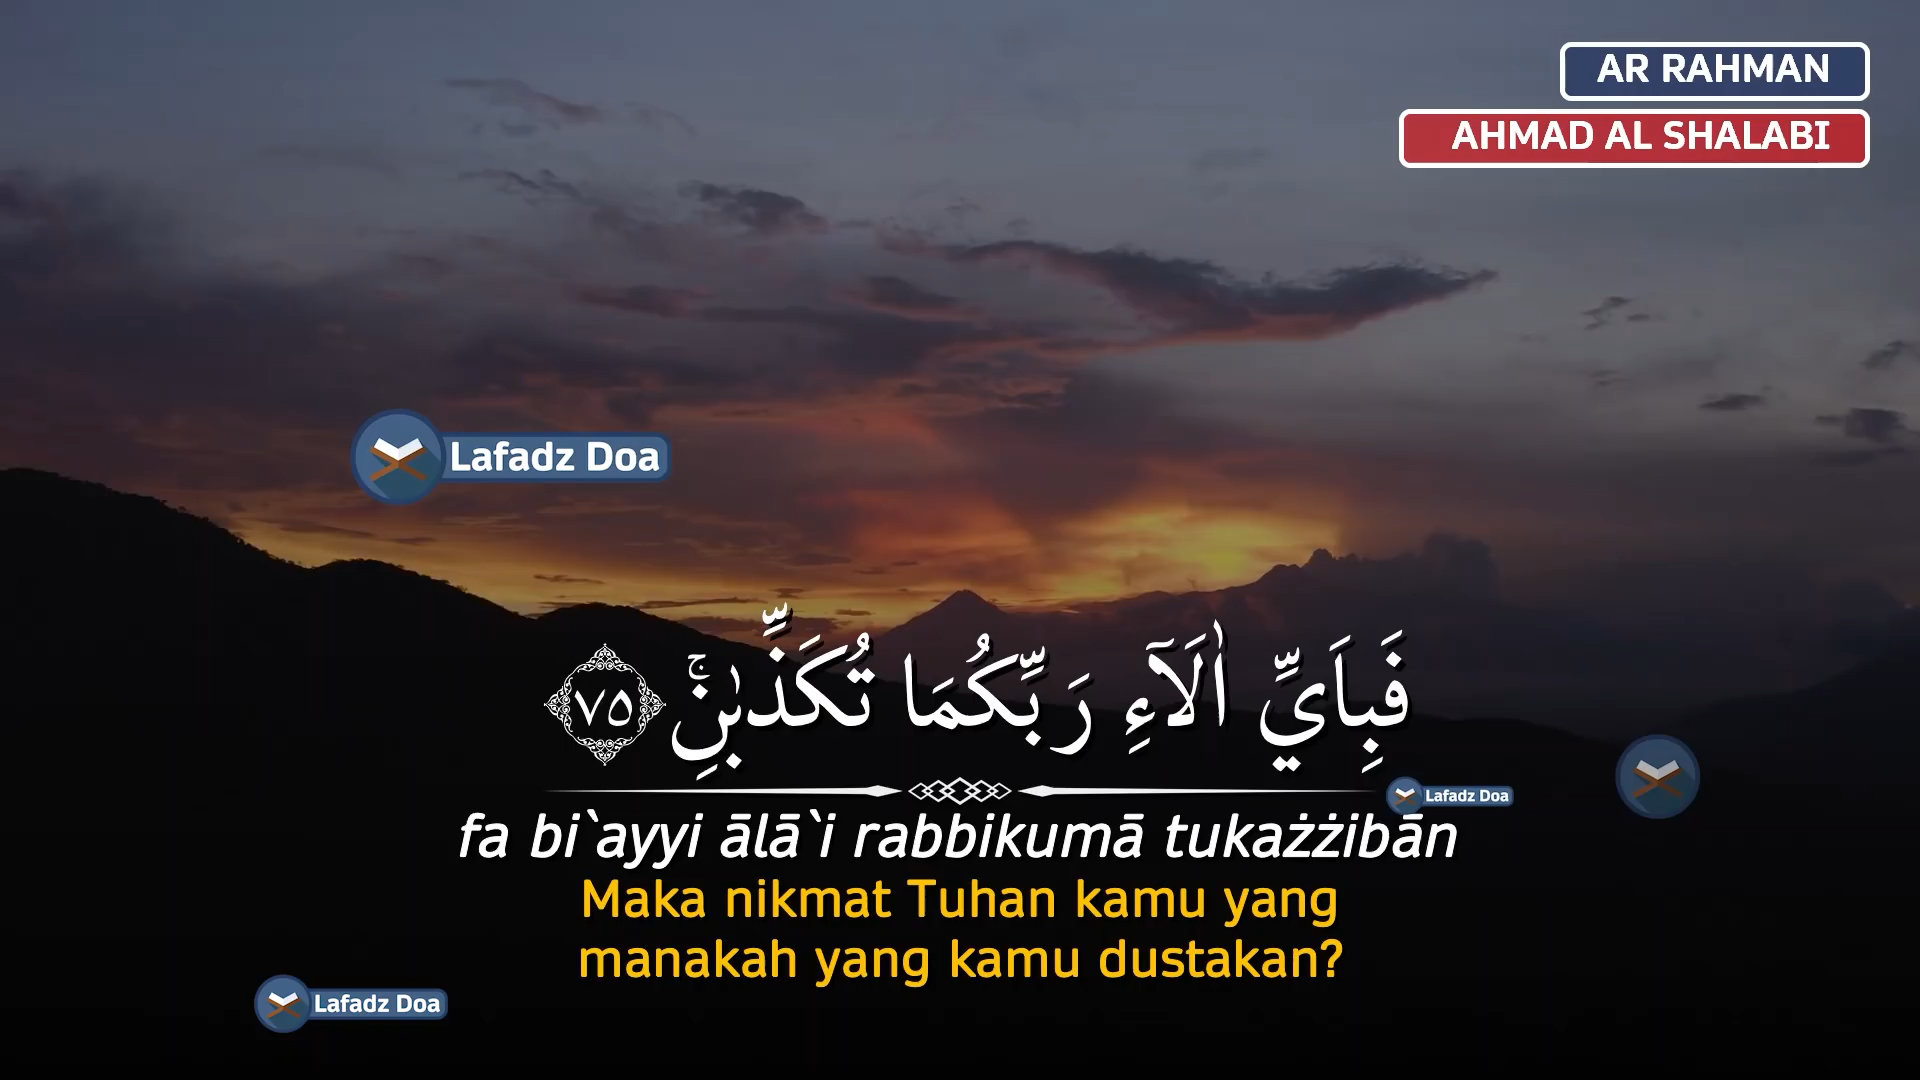 AR RAHMAN
AHMAD AL SHALABI
Lafadz Doa
فَبِاَيِّ اٰلَاۤءِ رَبِّكُمَا تُكَذِّبٰنِۚ ٧٥
Lafadz Doa
fa bi`ayyi ālā`i rabbikumā tukażżibān
Maka nikmat Tuhan kamu yang
manakah yang kamu dustakan?
Lafadz Doa